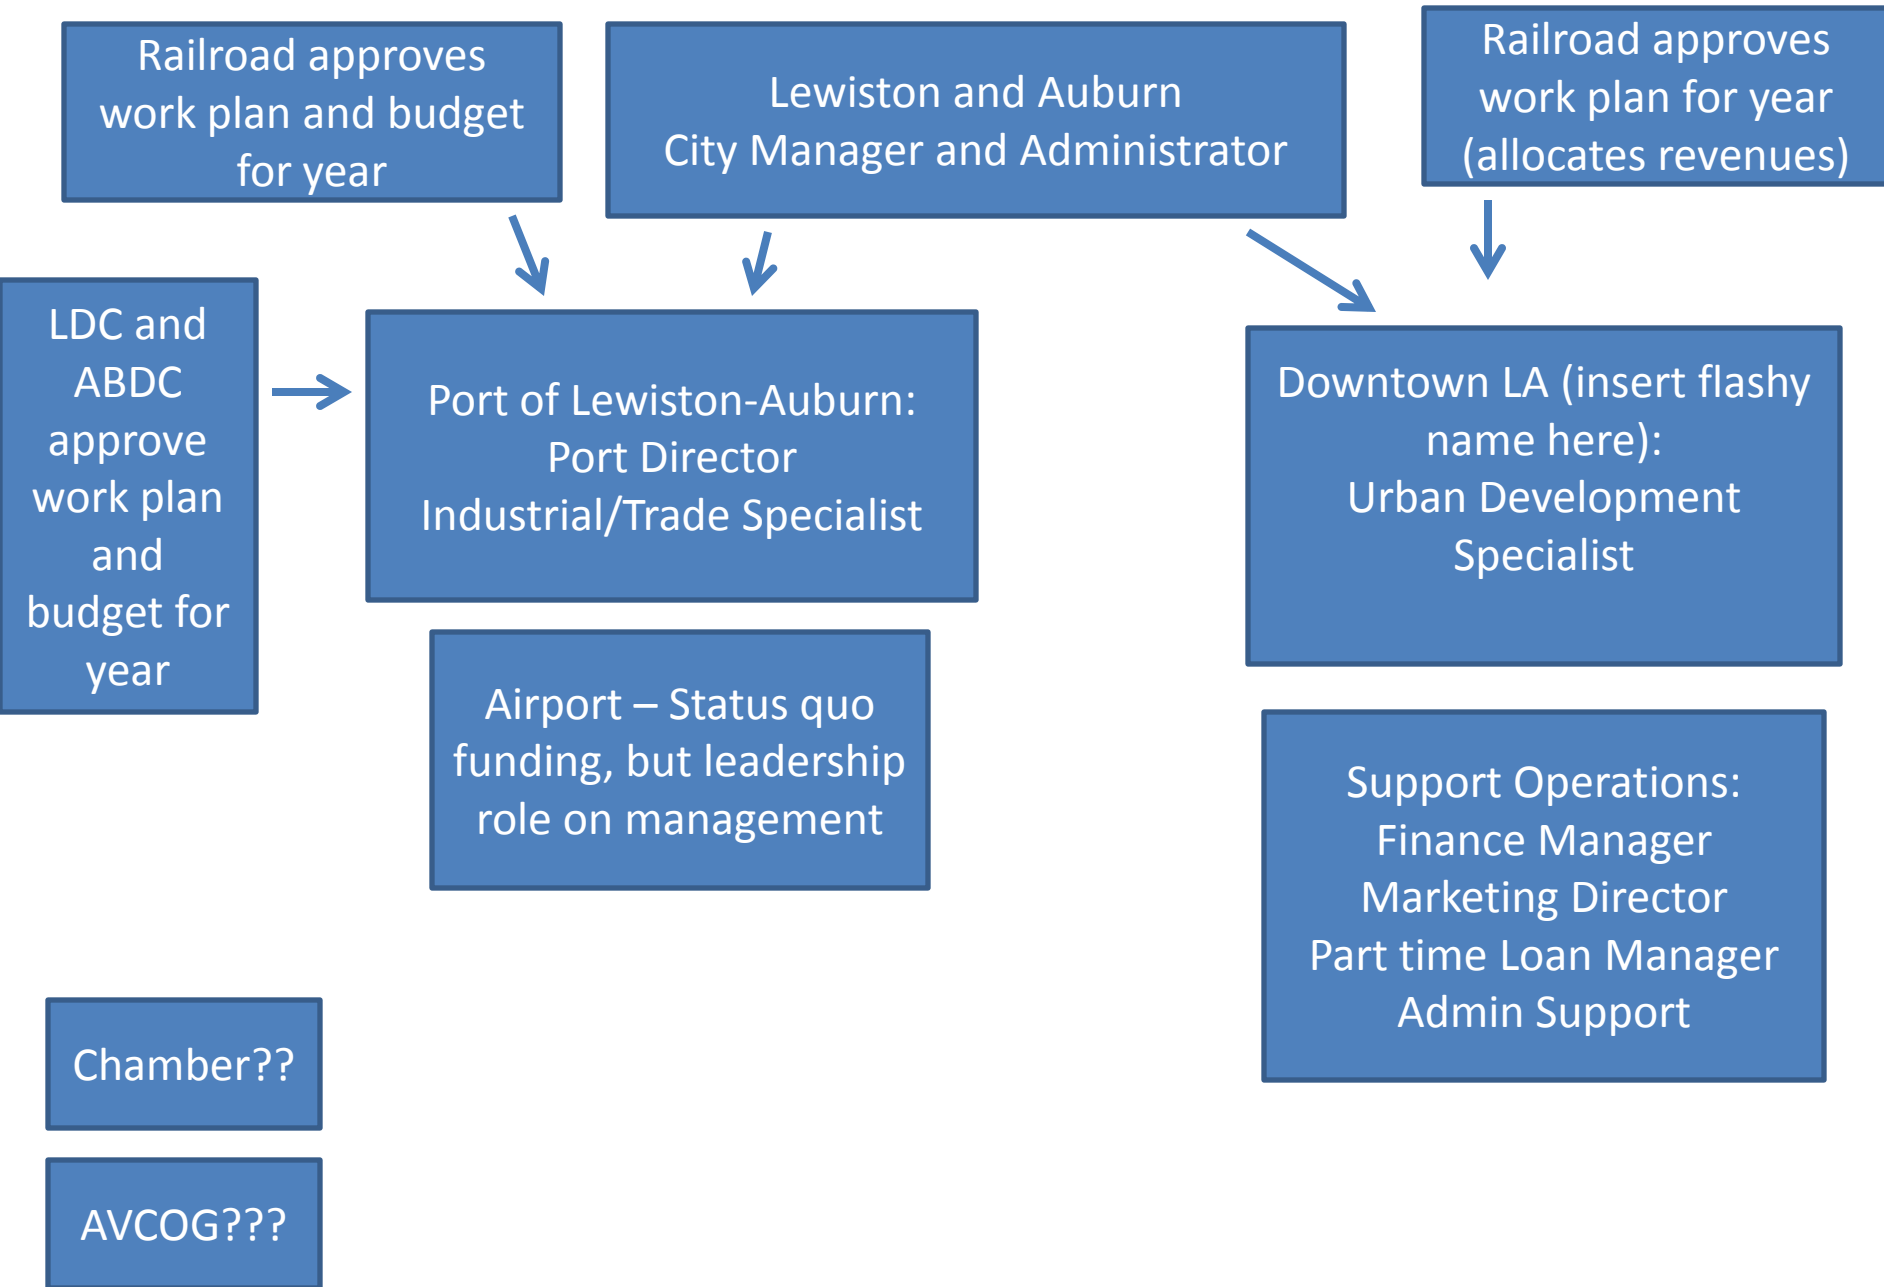 Railroad approves
work plan and budget
for year
Lewiston and Auburn
City Manager and Administrator
Railroad approves
work plan for year
(allocates revenues)
LDC and
ABDC
approve
work plan
and
budget for
year
Port of Lewiston-Auburn:
Port Director
Industrial/Trade Specialist
Downtown LA (insert flashy
name here):
Urban Development
Specialist
Airport – Status quo
funding, but leadership
role on management
Support Operations:
Finance Manager
Marketing Director
Part time Loan Manager
Admin Support
Chamber??
AVCOG???